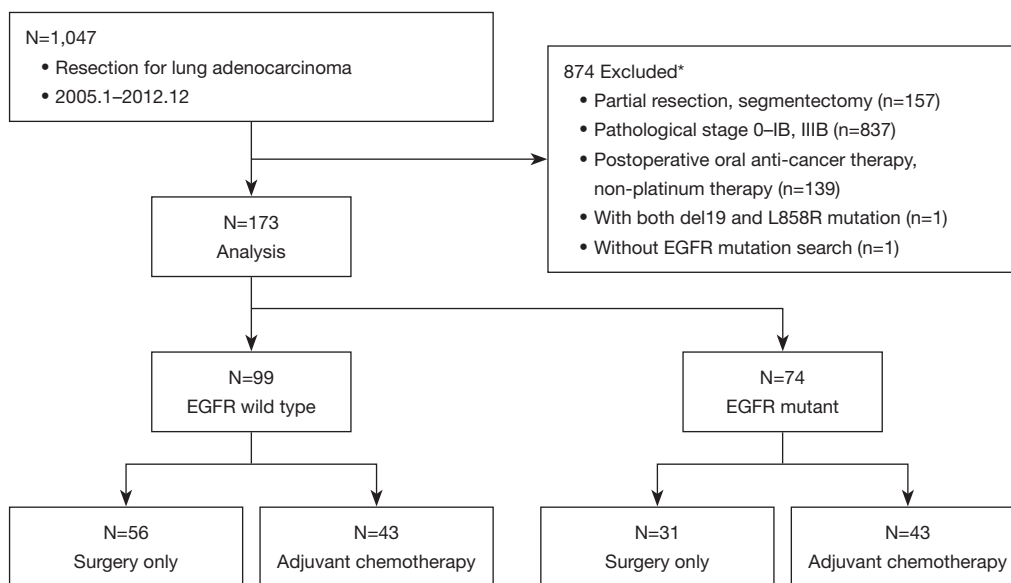 N=1,047
• Resection for lung adenocarcinoma
• 2005.1–2012.12
874 Excluded*
• Partial resection, segmentectomy (n=157)
• Pathological stage 0–IB, IIIB (n=837)
• Postoperative oral anti-cancer therapy,
non-platinum therapy (n=139)
• With both del19 and L858R mutation (n=1)
• Without EGFR mutation search (n=1)
N=173
Analysis
N=99
EGFR wild type
N=74
EGFR mutant
N=56
Surgery only
N=43
Adjuvant chemotherapy
N=31
Surgery only
N=43
Adjuvant chemotherapy